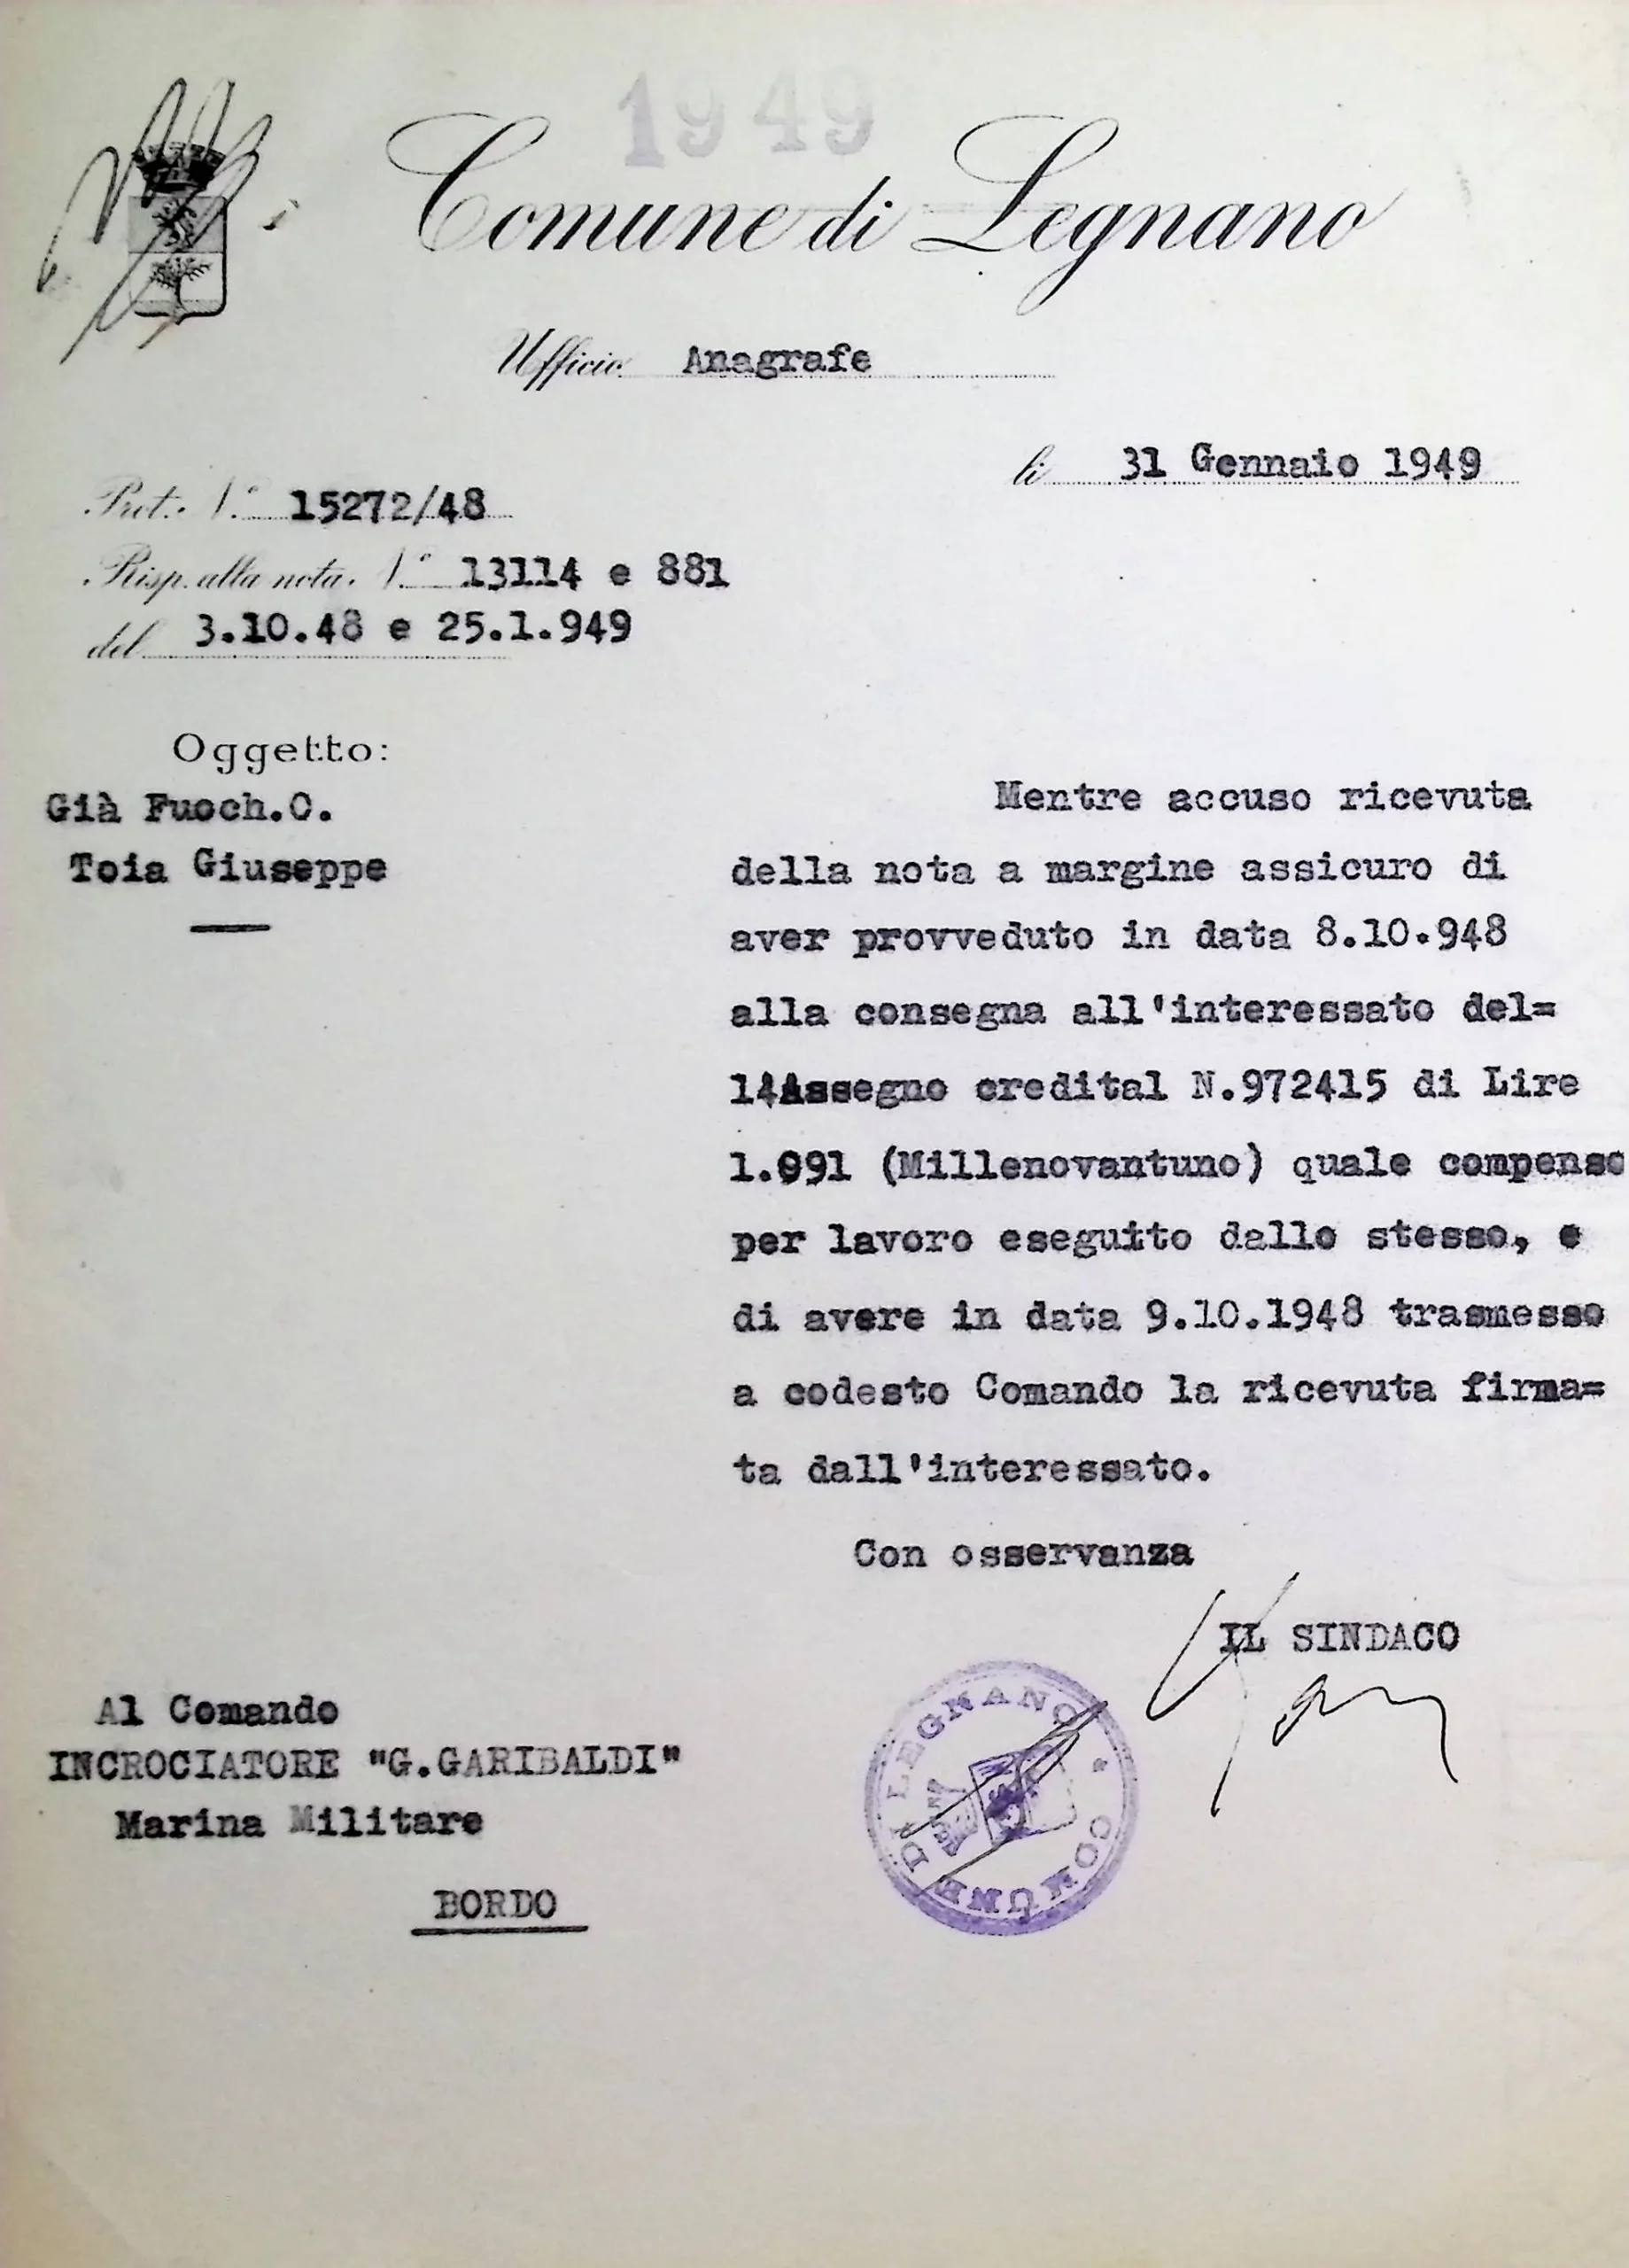 1949
Comune di Legnano
Ufficio Anagrafe
li 31 Gennaio 1949
Prot. N.° 15272/48
Risp. alla nota N.° 13114 e 881
del 3.10.48 e 25.1.949
Oggetto:
Già Fuoch.O.
Toia Giuseppe
Mentre accuso ricevuta
della nota a margine assicuro di
aver provveduto in data 8.10.948
alla consegna all'interessato del=
l'Assegno credital N.972415 di Lire
1.091 (Millenovantuno) quale compenso
per lavoro eseguito dallo stesso, e
di avere in data 9.10.1948 trasmesso
a codesto Comando la ricevuta firma=
ta dall'interessato.
Con osservanza
IL SINDACO
COMUNE DI LEGNANO
Al Comando
INCROCIATORE "G.GARIBALDI"
Marina Militare
BORDO